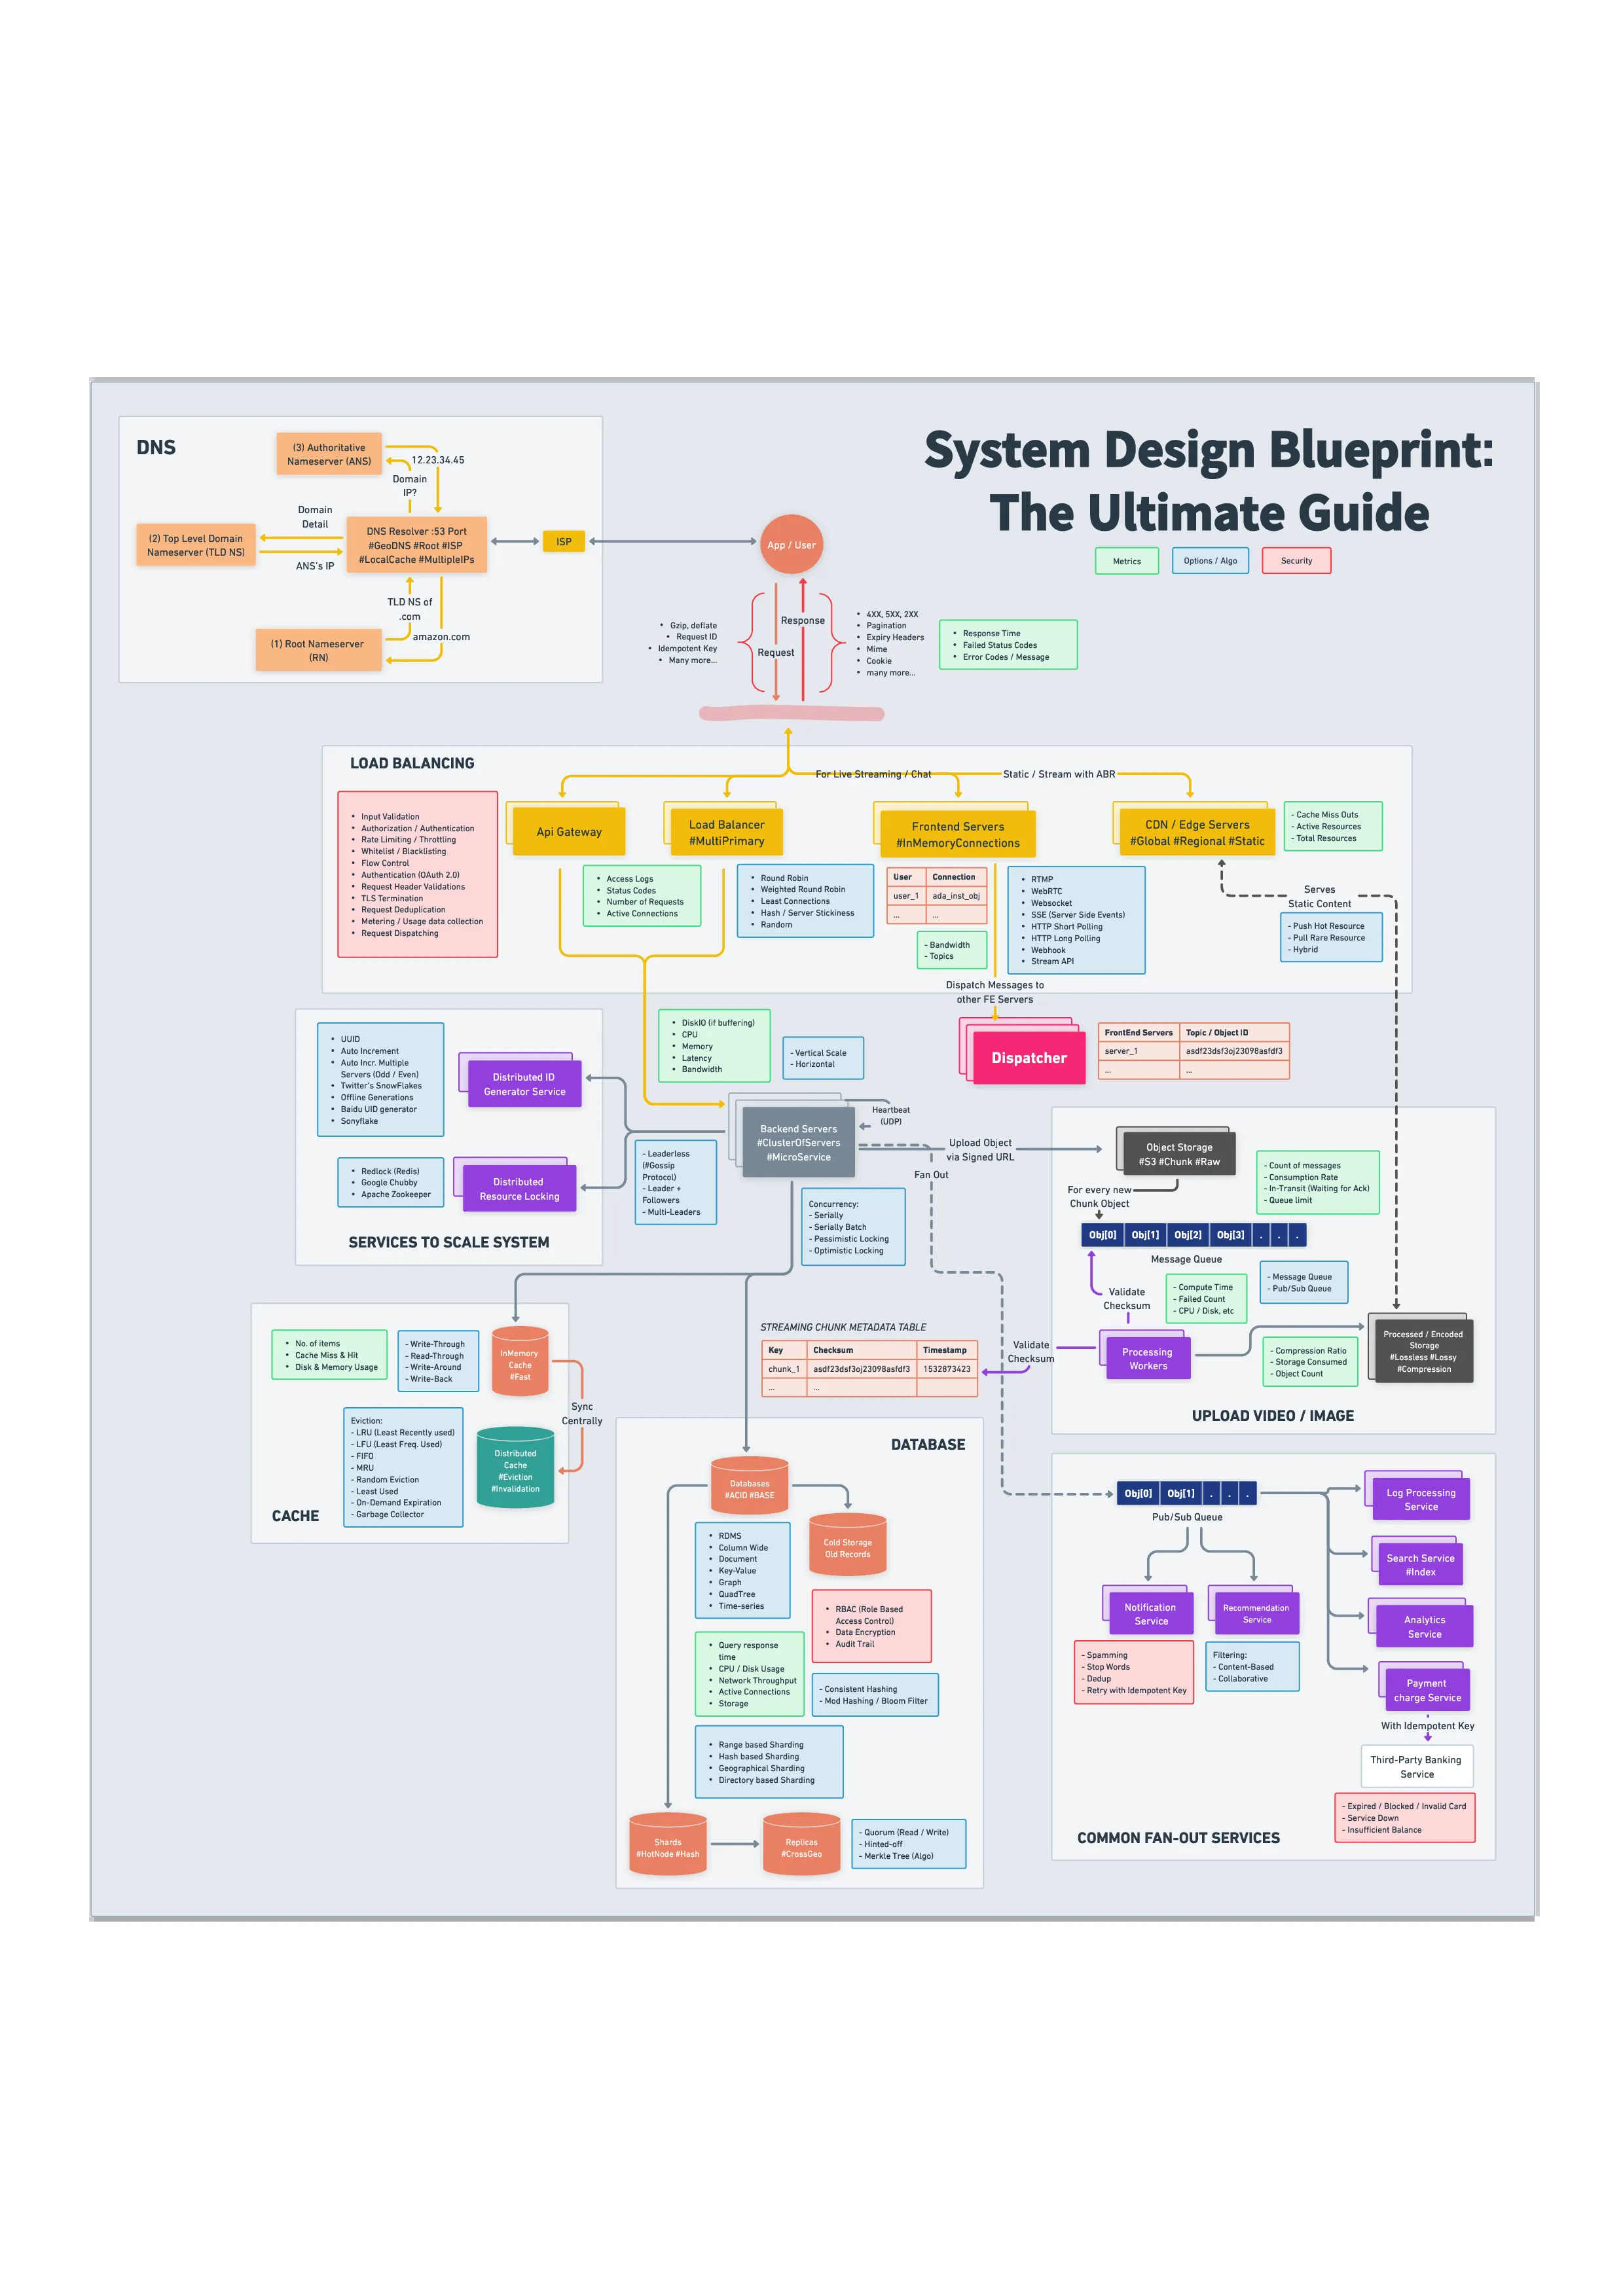 System Design Blueprint:
The Ultimate Guide
Metrics
Options / Algo
Security
DNS
(3) Authoritative
Nameserver (ANS)
12.23.34.45
Domain
IP?
Domain
Detail
(2) Top Level Domain
Nameserver (TLD NS)
ANS's IP
DNS Resolver :53 Port
#GeoDNS #Root #ISP
#LocalCache #MultipleIPs
TLD NS of
.com
amazon.com
(1) Root Nameserver
(RN)
ISP
App / User
• Gzip, deflate
• Request ID
• Idempotent Key
• Many more...
Request
Response
• 4XX, 5XX, 2XX
• Pagination
• Expiry Headers
• Mime
• Cookie
• many more...
• Response Time
• Failed Status Codes
• Error Codes / Message
LOAD BALANCING
For Live Streaming / Chat
Static / Stream with ABR
• Input Validation
• Authorization / Authentication
• Rate Limiting / Throttling
• Whitelist / Blacklisting
• Flow Control
• Authentication (OAuth 2.0)
• Request Header Validations
• TLS Termination
• Request Deduplication
• Metering / Usage data collection
• Request Dispatching
Api Gateway
Load Balancer
#MultiPrimary
Frontend Servers
#InMemoryConnections
CDN / Edge Servers
#Global #Regional #Static
- Cache Miss Outs
- Active Resources
- Total Resources
• Access Logs
• Status Codes
• Number of Requests
• Active Connections
• Round Robin
• Weighted Round Robin
• Least Connections
• Hash / Server Stickiness
• Random
User Connection
user_1 ada_inst_obj
... ...
- Bandwidth
- Topics
• RTMP
• WebRTC
• Websocket
• SSE (Server Side Events)
• HTTP Short Polling
• HTTP Long Polling
• Webhook
• Stream API
Serves
Static Content
- Push Hot Resource
- Pull Rare Resource
- Hybrid
Dispatch Messages to
other FE Servers
Dispatcher
FrontEnd Servers Topic / Object ID
server_1 asdf23dsf3oj23098asfdf3
... ...
• UUID
• Auto Increment
• Auto Incr. Multiple
Servers (Odd / Even)
• Twitter's SnowFlakes
• Offline Generations
• Baidu UID generator
• Sonyflake
Distributed ID
Generator Service
• Redlock (Redis)
• Google Chubby
• Apache Zookeeper
Distributed
Resource Locking
SERVICES TO SCALE SYSTEM
• DiskIO (if buffering)
• CPU
• Memory
• Latency
• Bandwidth
- Vertical Scale
- Horizontal
Backend Servers
#ClusterOfServers
#MicroService
Heartbeat
(UDP)
- Leaderless
(#Gossip
Protocol)
- Leader +
Followers
- Multi-Leaders
Concurrency:
- Serially
- Serially Batch
- Pessimistic Locking
- Optimistic Locking
Upload Object
via Signed URL
Fan Out
Object Storage
#S3 #Chunk #Raw
For every new
Chunk Object
- Count of messages
- Consumption Rate
- In-Transit (Waiting for Ack)
- Queue limit
Obj[0] Obj[1] Obj[2] Obj[3] . . .
Message Queue
- Message Queue
- Pub/Sub Queue
- Compute Time
- Failed Count
- CPU / Disk, etc
Validate
Checksum
Processing
Workers
Validate
Checksum
- Compression Ratio
- Storage Consumed
- Object Count
Processed / Encoded
Storage
#Lossless #Lossy
#Compression
UPLOAD VIDEO / IMAGE
STREAMING CHUNK METADATA TABLE
Key Checksum Timestamp
chunk_1 asdf23dsf3oj23098asfdf3 1532873423
... ...
• No. of items
• Cache Miss & Hit
• Disk & Memory Usage
- Write-Through
- Read-Through
- Write-Around
- Write-Back
InMemory
Cache
#Fast
Sync
Centrally
Eviction:
- LRU (Least Recently used)
- LFU (Least Freq. Used)
- FIFO
- MRU
- Random Eviction
- Least Used
- On-Demand Expiration
- Garbage Collector
Distributed
Cache
#Eviction
#Invalidation
CACHE
DATABASE
Databases
#ACID #BASE
Cold Storage
Old Records
• RDMS
• Column Wide
• Document
• Key-Value
• Graph
• QuadTree
• Time-series
• RBAC (Role Based
Access Control)
• Data Encryption
• Audit Trail
• Query response
time
• CPU / Disk Usage
• Network Throughput
• Active Connections
• Storage
- Consistent Hashing
- Mod Hashing / Bloom Filter
• Range based Sharding
• Hash based Sharding
• Geographical Sharding
• Directory based Sharding
Shards
#HotNode #Hash
Replicas
#CrossGeo
- Quorum (Read / Write)
- Hinted-off
- Merkle Tree (Algo)
Obj[0] Obj[1] . . .
Pub/Sub Queue
Log Processing
Service
Search Service
#Index
Analytics
Service
Payment
charge Service
Notification
Service
Recommendation
Service
- Spamming
- Stop Words
- Dedup
- Retry with Idempotent Key
Filtering:
- Content-Based
- Collaborative
With Idempotent Key
Third-Party Banking
Service
- Expired / Blocked / Invalid Card
- Service Down
- Insufficient Balance
COMMON FAN-OUT SERVICES